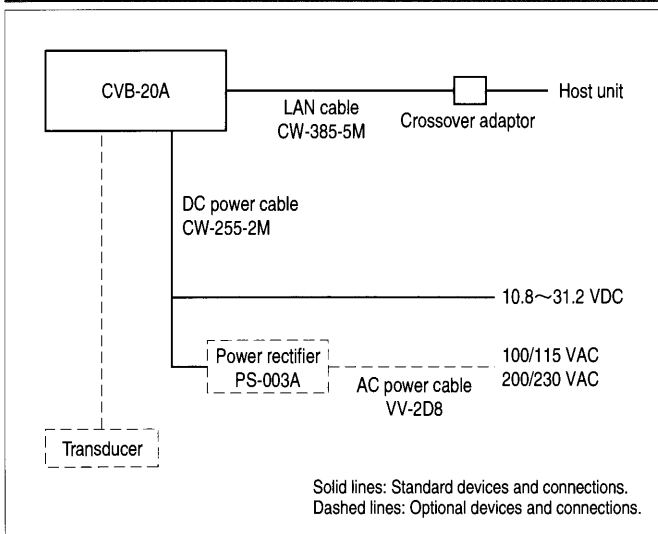 CVB-20A
LAN cable
CW-385-5M
Crossover adaptor
Host unit
DC power cable
CW-255-2M
10.8～31.2 VDC
Power rectifier
PS-003A
AC power cable
VV-2D8
100/115 VAC
200/230 VAC
Transducer
Solid lines: Standard devices and connections.
Dashed lines: Optional devices and connections.